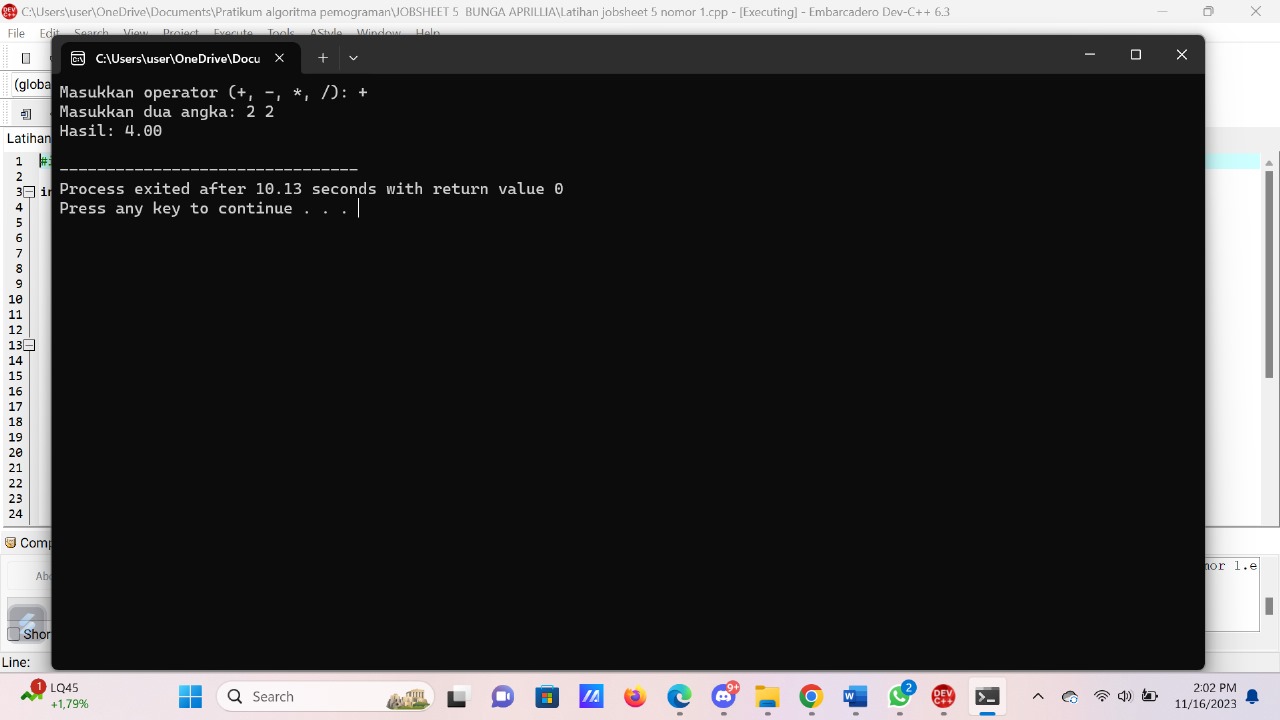 C:\Users\user\OneDrive\Documents\Pratikum algoritma pemograman\JOBSHEET 5  BUNGA APRILLIA\Latihan jobsheet 5 nomor 1.cpp - [Executing] - Embarcadero Dev-C++ 6.3
File Edit Search View Project Execute Tools AStyle Window Help
C:\Users\user\OneDrive\Docu
(globa
Masukkan operator (+, -, *, /): +
Masukkan dua angka: 2 2
Hasil: 4.00
--------------------------------
Process exited after 10.13 seconds with return value 0
Press any key to continue . . .
Latihan
1 #i
2
3 in
4
5
6
7
8
9
10
11
12
13
14
15
16
17
18
19
20
21
22
23
24
Comp
mor 1.e
Abo
Shor
Line:
1
LQ45
+1,79%
Search
9+
W
2
DEV C++
2:02 PM
11/16/2023